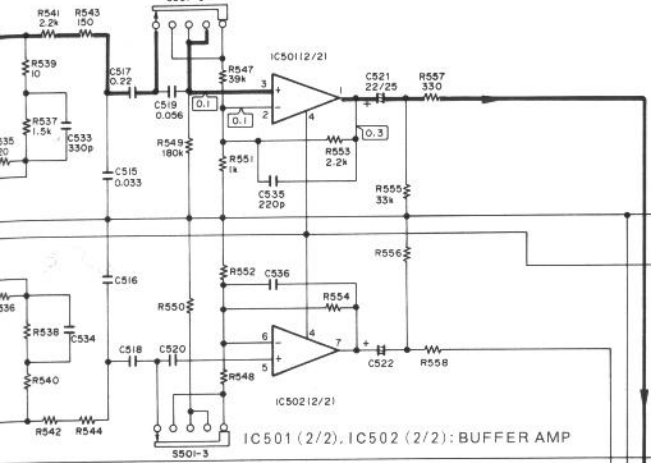 R541
2.2k
R543
150
R539
10
C517
0.22
C519
0.056
R547
39k
IC501(2/2)
3
2
1
4
C521
22/25
+
R557
330
0.1
0.1
0.3
R537
1.5k
C533
330p
R549
180k
R551
1k
R553
2.2k
C535
220p
C515
0.033
R555
33k
C516
R552
C536
R556
R550
R554
536
R538
C534
C518
C520
6
5
4
7
+
C522
R558
R540
R548
IC502(2/2)
R542
R544
S501-3
IC501 (2/2), IC502 (2/2): BUFFER AMP